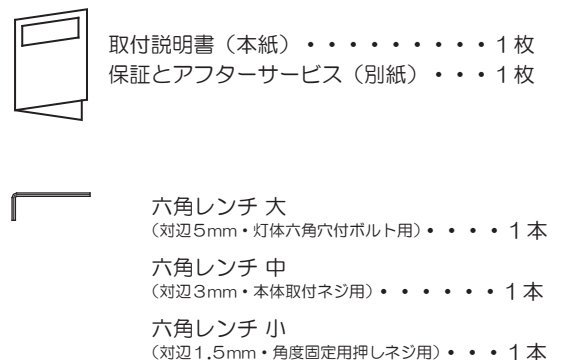 取付説明書（本紙）・・・・・・・・・１枚
保証とアフターサービス（別紙）・・・１枚
六角レンチ 大
（対辺５mm・灯体六角穴付ボルト用）・・・・１本
六角レンチ 中
（対辺３mm・本体取付ネジ用）・・・・・・１本
六角レンチ 小
（対辺１,５mm・角度固定用押しネジ用）・・・１本